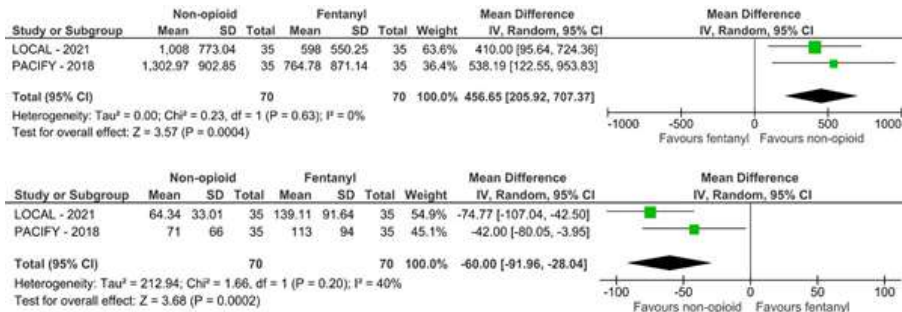 Non-opioid Fentanyl Mean Difference Mean Difference
Study or Subgroup Mean SD Total Mean SD Total Weight IV, Random, 95% CI IV, Random, 95% CI
LOCAL - 2021 1,008 773.04 35 598 550.25 35 63.6% 410.00 [95.64, 724.36]
PACIFY - 2018 1,302.97 902.85 35 764.78 871.14 35 36.4% 538.19 [122.55, 953.83]
Total (95% CI) 70 70 100.0% 456.65 [205.92, 707.37]
Heterogeneity: Tau² = 0.00; Chi² = 0.23, df = 1 (P = 0.63); I² = 0%
Test for overall effect: Z = 3.57 (P = 0.0004)
-1000 -500 0 500 1000
Favours fentanyl Favours non-opioid
Non-opioid Fentanyl Mean Difference Mean Difference
Study or Subgroup Mean SD Total Mean SD Total Weight IV, Random, 95% CI IV, Random, 95% CI
LOCAL - 2021 64.34 33.01 35 139.11 91.64 35 54.9% -74.77 [-107.04, -42.50]
PACIFY - 2018 71 66 35 113 94 35 45.1% -42.00 [-80.05, -3.95]
Total (95% CI) 70 70 100.0% -60.00 [-91.96, -28.04]
Heterogeneity: Tau² = 212.94; Chi² = 1.66, df = 1 (P = 0.20); I² = 40%
Test for overall effect: Z = 3.68 (P = 0.0002)
-100 -50 0 50 100
Favours non-opioid Favours fentanyl